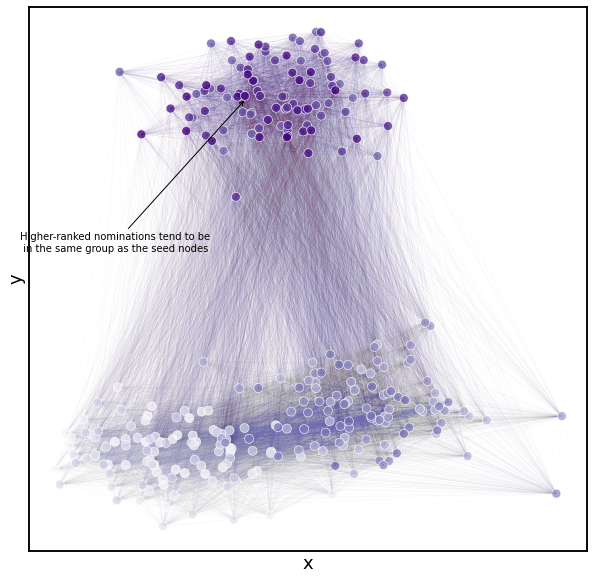 Higher-ranked nominations tend to be
in the same group as the seed nodes
y
x